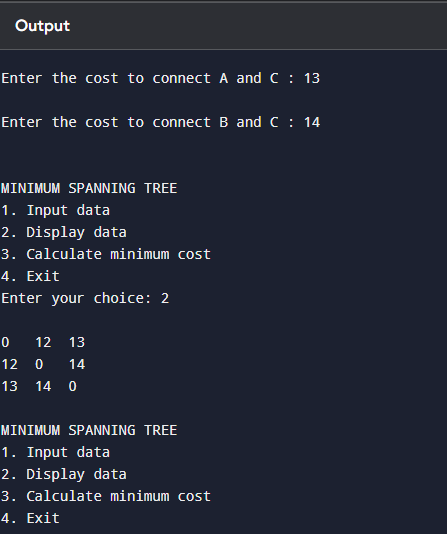 Output
Enter the cost to connect A and C : 13
Enter the cost to connect B and C : 14
MINIMUM SPANNING TREE
1. Input data
2. Display data
3. Calculate minimum cost
4. Exit
Enter your choice: 2
0 12 13
12 0 14
13 14 0
MINIMUM SPANNING TREE
1. Input data
2. Display data
3. Calculate minimum cost
4. Exit